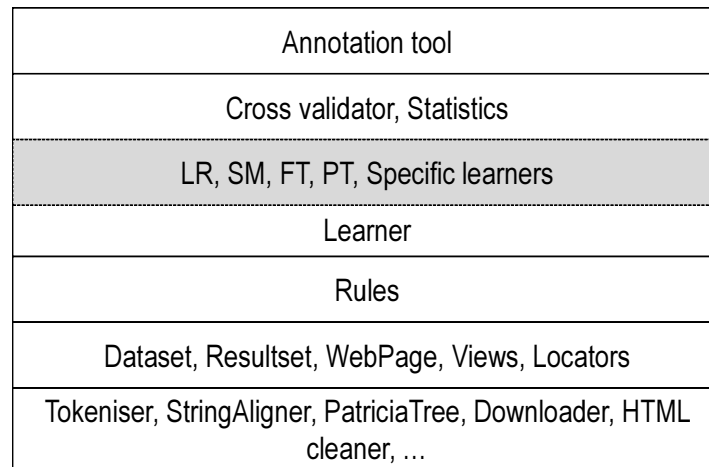 Annotation tool
Cross validator, Statistics
LR, SM, FT, PT, Specific learners
Learner
Rules
Dataset, Resultset, WebPage, Views, Locators
Tokeniser, StringAligner, PatriciaTree, Downloader, HTML
cleaner, …